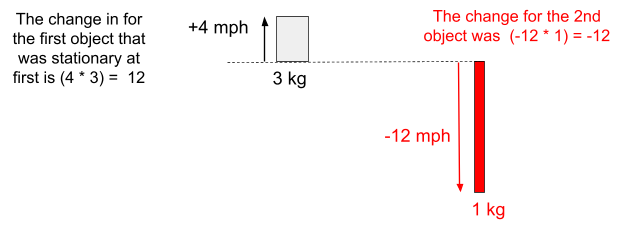 The change in for
the first object that
was stationary at
first is (4 * 3) = 12
+4 mph
3 kg
The change for the 2nd
object was (-12 * 1) = -12
-12 mph
1 kg